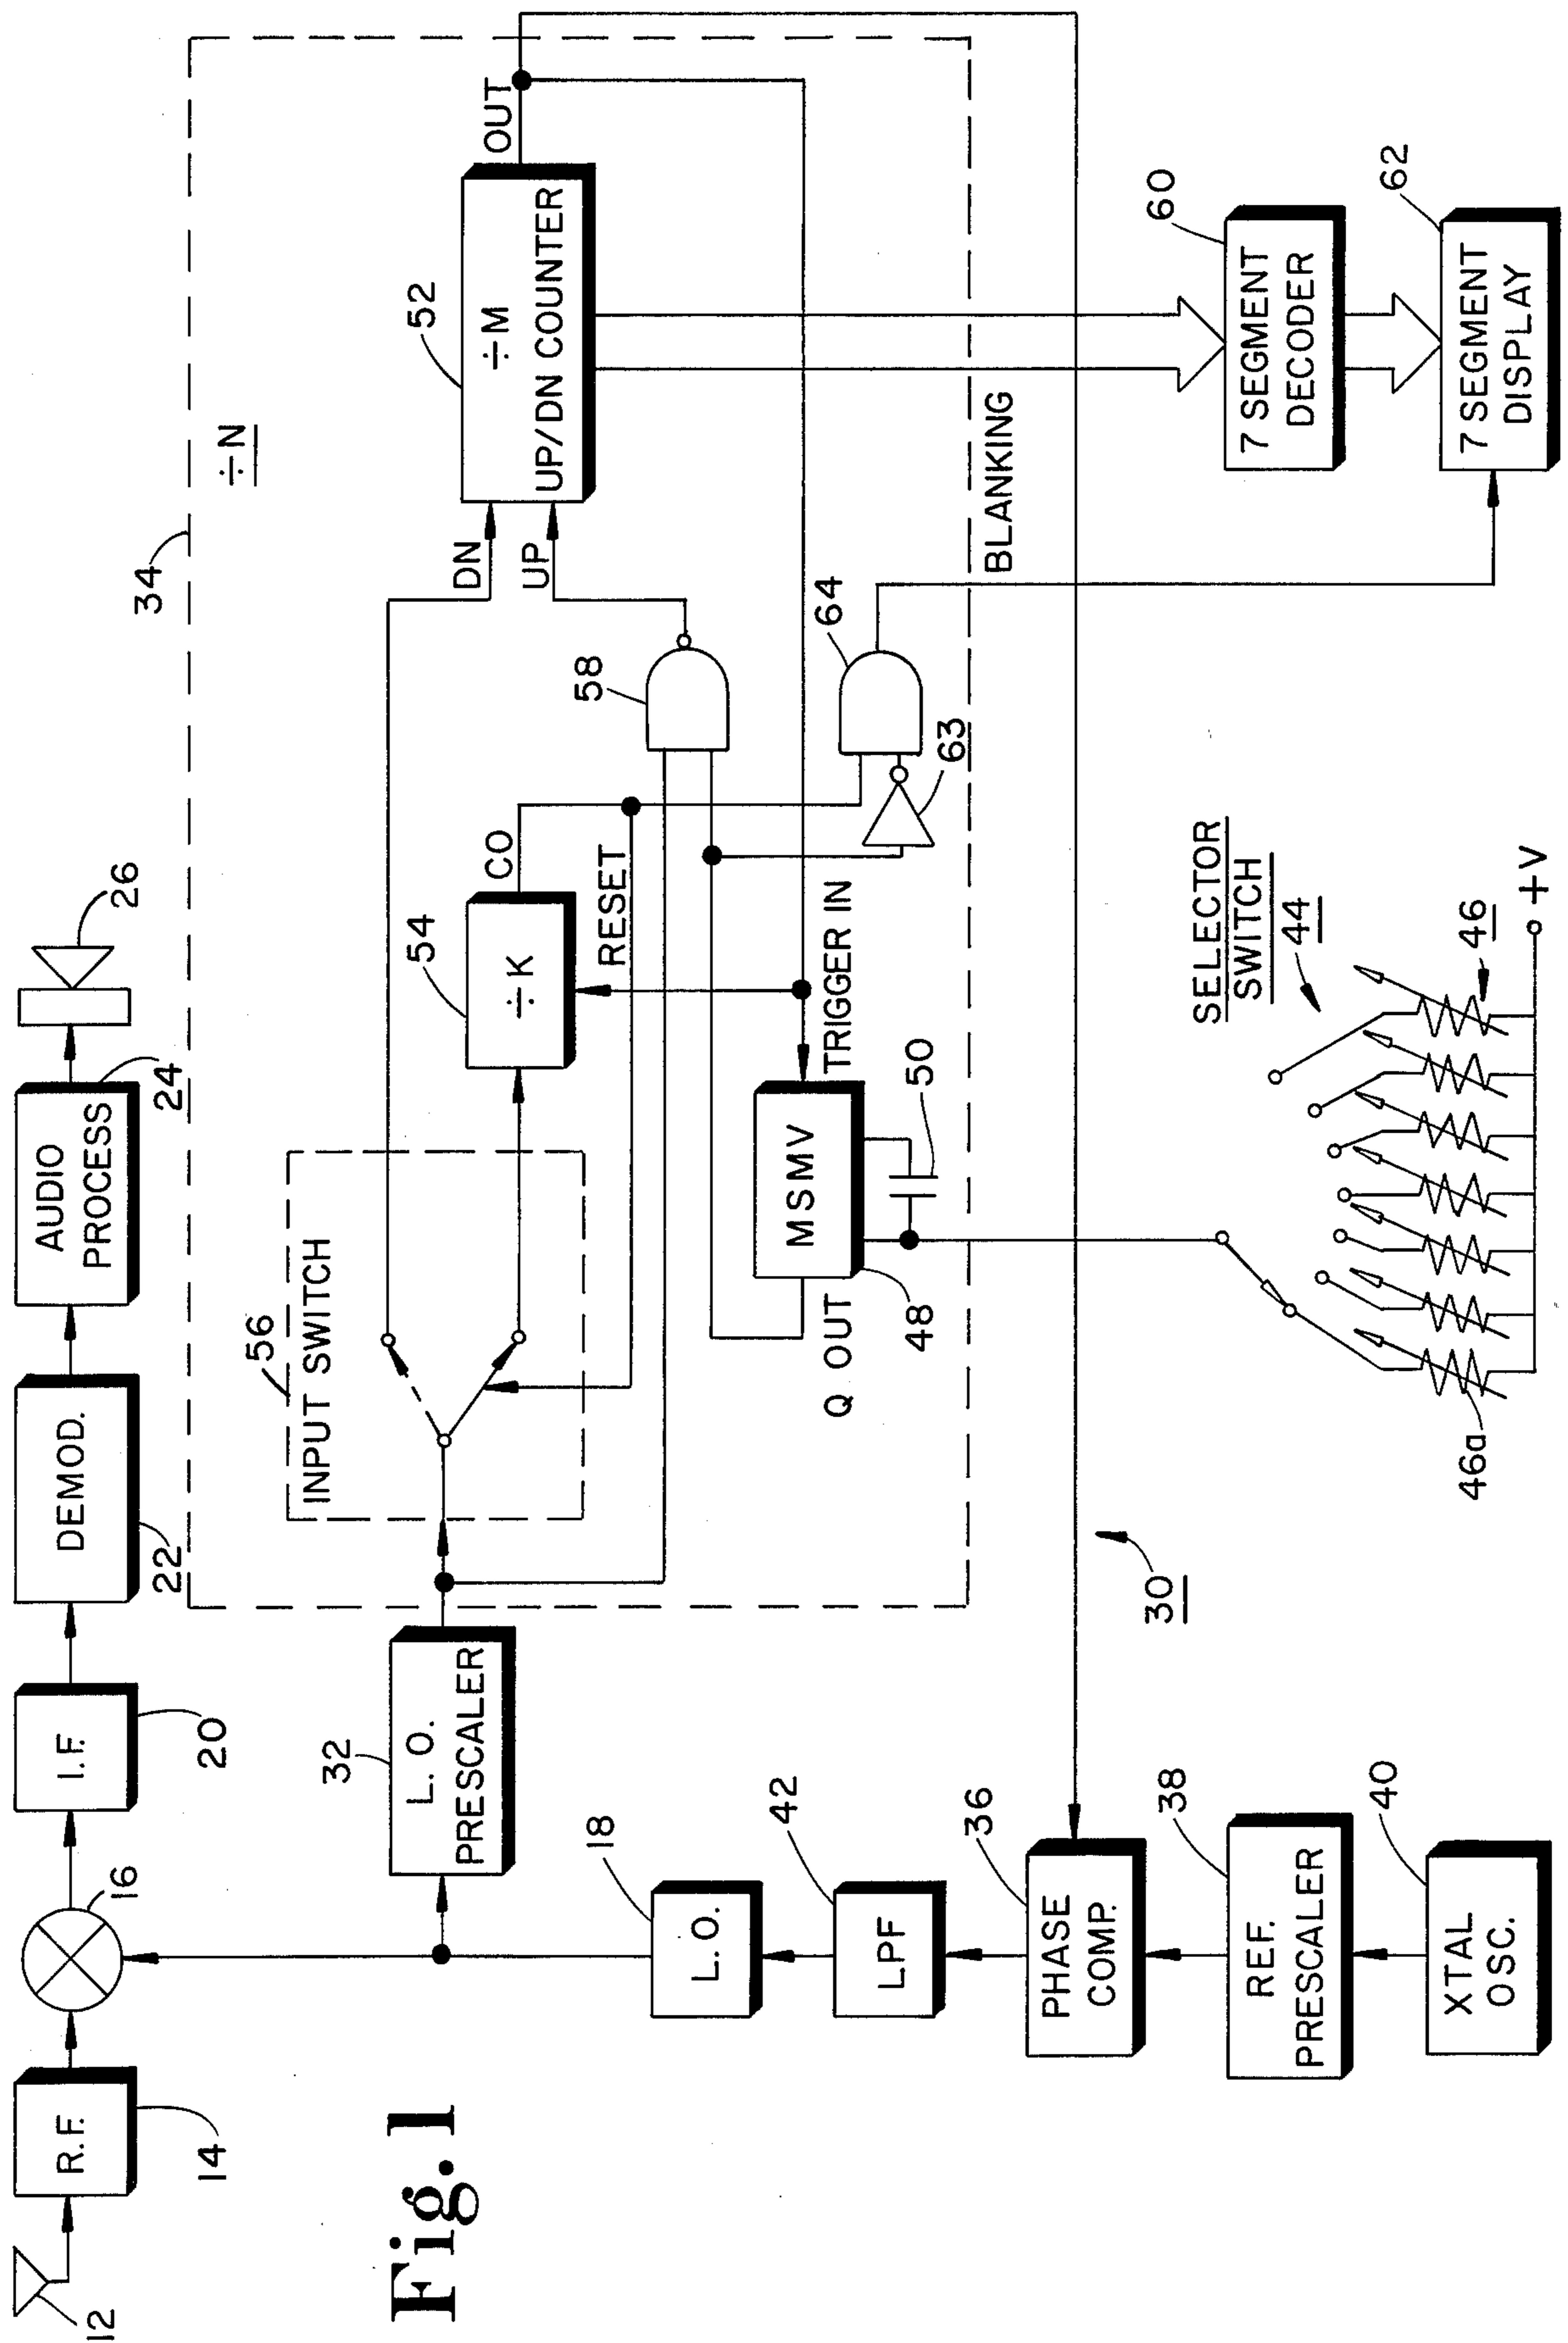 12
R.F.
14
16
I.F.
20
DEMOD.
22
AUDIO
PROCESS
24
26
Fig. 1
L.O.
PRESCALER
32
34
÷N
56
INPUT SWITCH
54
÷K
CO
RESET
DN
UP
52
÷M
UP/DN COUNTER
OUT
58
64
63
TRIGGER IN
MSMV
Q OUT
48
50
BLANKING
18
L.O.
42
LPF
36
PHASE
COMP.
38
REF.
PRESCALER
40
XTAL
OSC.
30
SELECTOR
SWITCH
44
46
46a
+V
60
7 SEGMENT
DECODER
62
7 SEGMENT
DISPLAY